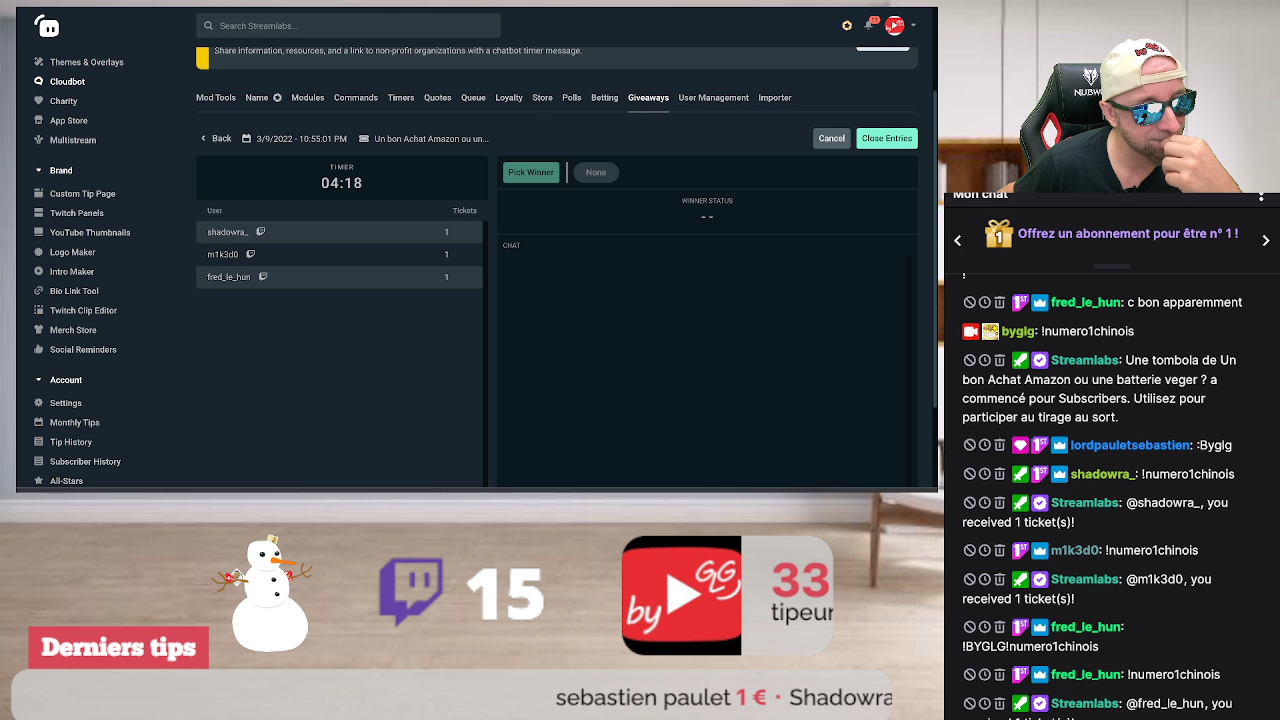 Search Streamlabs...
11
Themes & Overlays
Cloudbot
Charity
App Store
Multistream
Brand
Custom Tip Page
Twitch Panels
YouTube Thumbnails
Logo Maker
Intro Maker
Bio Link Tool
Twitch Clip Editor
Merch Store
Social Reminders
Account
Settings
Monthly Tips
Tip History
Subscriber History
All-Stars
Share information, resources, and a link to non-profit organizations with a chatbot timer message.
Mod Tools Name Modules Commands Timers Quotes Queue Loyalty Store Polls Betting Giveaways User Management Importer
Back 3/9/2022 - 10:55:01 PM Un bon Achat Amazon ou un... Cancel Close Entries
TIMER
04:18
User Tickets
shadowra_ 1
m1k3d0 1
fred_le_hun 1
Pick Winner None
WINNER STATUS
--
CHAT
Mon chat
1 Offrez un abonnement pour être n° 1 !
!
fred_le_hun: c bon apparemment
byglg: !numero1chinois
Streamlabs: Une tombola de Un
bon Achat Amazon ou une batterie veger ? a
commencé pour Subscribers. Utilisez pour
participer au tirage au sort.
lordpauletsebastien: :Byglg
shadowra_: !numero1chinois
Streamlabs: @shadowra_, you
received 1 ticket(s)!
m1k3d0: !numero1chinois
Streamlabs: @m1k3d0, you
received 1 ticket(s)!
fred_le_hun:
!BYGLG!numero1chinois
fred_le_hun: !numero1chinois
Streamlabs: @fred_le_hun, you
received 1 ticket(s)!
15
by GLG
33
tipeur
Derniers tips
sebastien paulet 1 € · Shadowra